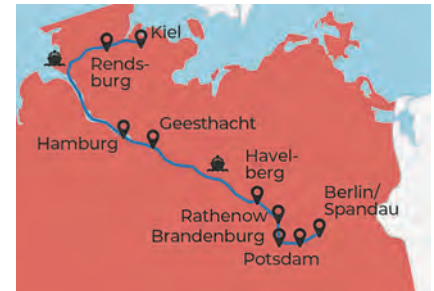 Kiel
Rends-
burg
Geesthacht
Hamburg
Havel-
berg
Berlin/
Spandau
Rathenow
Brandenburg
Potsdam